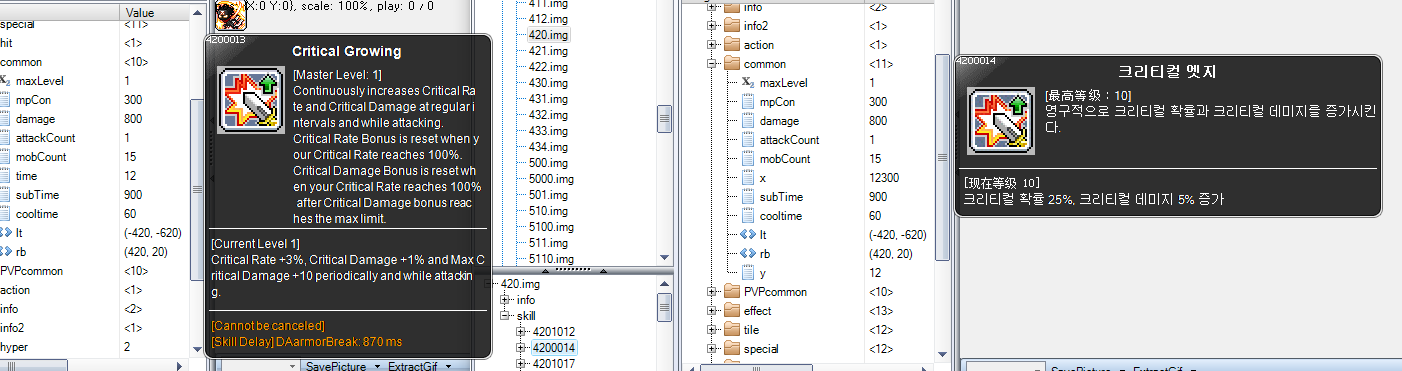 Value
special <11>
hit <1>
common <10>
maxLevel 1
mpCon 300
damage 800
attackCount 1
mobCount 15
time 12
subTime 900
cooltime 60
lt (-420, -620)
rb (420, 20)
PVPcommon <10>
action <1>
info <2>
info2 <1>
hyper 2
{X:0 Y:0}, scale: 100%, play: 0 / 0
4200013
Critical Growing
[Master Level: 1]
Continuously increases Critical Ra
te and Critical Damage at regular i
ntervals and while attacking.
Critical Rate Bonus is reset when y
our Critical Rate reaches 100%.
Critical Damage Bonus is reset wh
en your Critical Rate reaches 100%
after Critical Damage bonus reac
hes the max limit.
[Current Level 1]
Critical Rate +3%, Critical Damage +1% and Max C
ritical Damage +10 periodically and while attackin
g.
[Cannot be canceled]
[Skill Delay] DAarmorBreak: 870 ms
SavePicture ExtractGif
411.img
412.img
420.img
421.img
422.img
430.img
431.img
432.img
433.img
434.img
500.img
5000.img
501.img
510.img
5100.img
511.img
5110.img
420.img
info
skill
4201012
4200014
4201017
info <2>
info2 <1>
action <1>
common <11>
maxLevel 1
mpCon 300
damage 800
attackCount 1
mobCount 15
x 12300
subTime 900
cooltime 60
lt (-420, -620)
rb (420, 20)
y 12
PVPcommon <10>
effect <13>
tile <12>
special <12>
4200014
크리티컬 엣지
[最高等级：10]
영구적으로 크리티컬 확률과 크리티컬 데미지를 증가시킨
다.
[现在等级 10]
크리티컬 확률 25%, 크리티컬 데미지 5% 증가
SavePicture ExtractGif